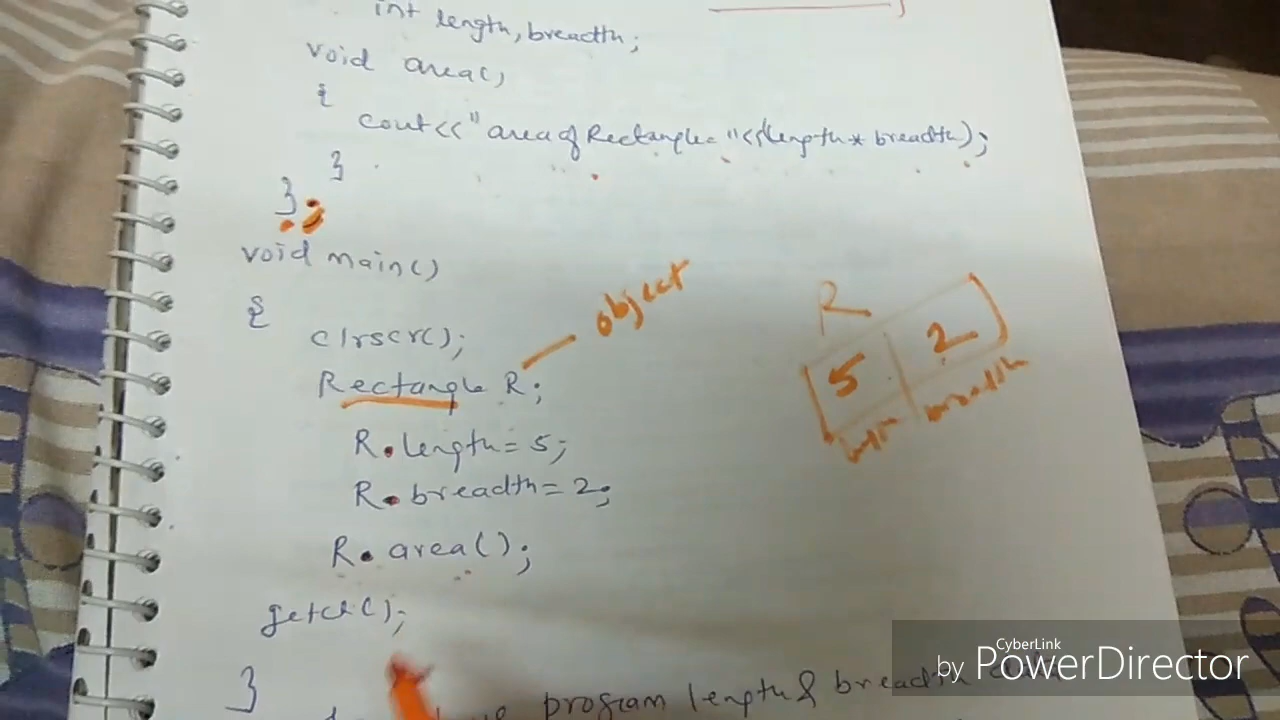 int length, breadth;
void area()
{
cout<<"area of Rectangle="<<(length * breadth);
}
};
void main()
{
clrscr();
Rectangle R;
object
R
5 2
breadth
R.length=5;
R.breadth=2;
R.area();
getch();
}
program length & breadth
CyberLink
by PowerDirector